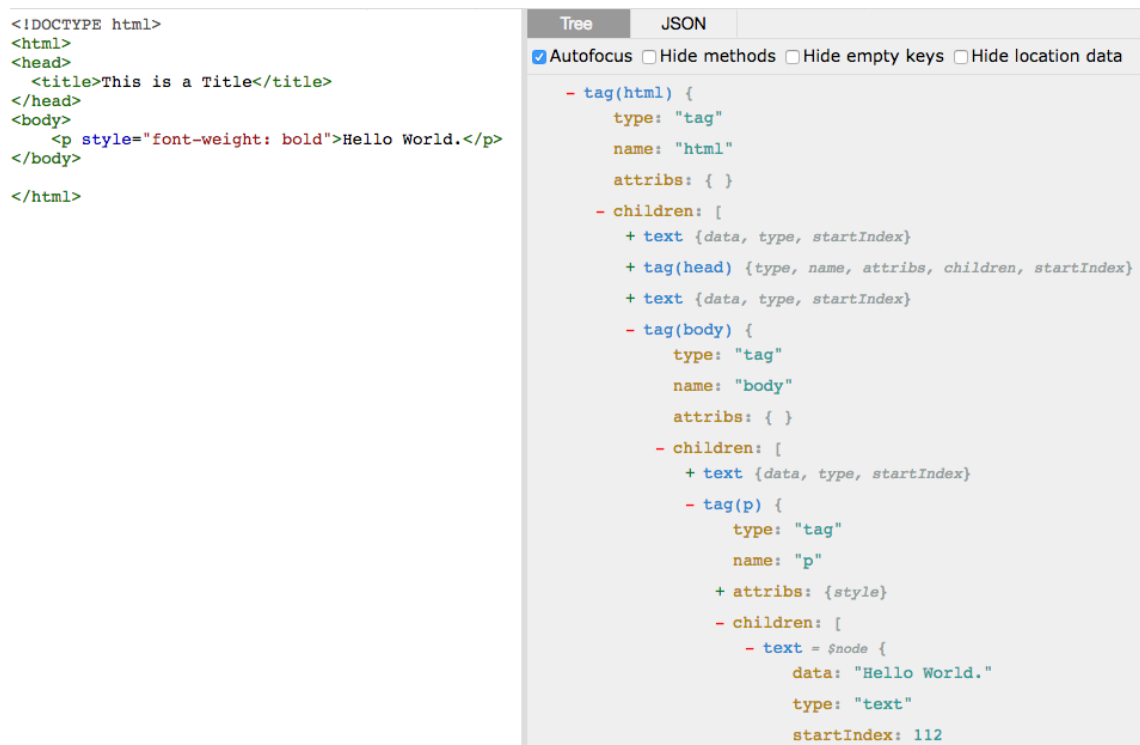 <!DOCTYPE html>
<html>
<head>
  <title>This is a Title</title>
</head>
<body>
    <p style="font-weight: bold">Hello World.</p>
</body>

</html>
Tree JSON
Autofocus Hide methods Hide empty keys Hide location data
- tag(html) {
type: "tag"
name: "html"
attribs: { }
- children: [
+ text {data, type, startIndex}
+ tag(head) {type, name, attribs, children, startIndex}
+ text {data, type, startIndex}
- tag(body) {
type: "tag"
name: "body"
attribs: { }
- children: [
+ text {data, type, startIndex}
- tag(p) {
type: "tag"
name: "p"
+ attribs: {style}
- children: [
- text = $node {
data: "Hello World."
type: "text"
startIndex: 112